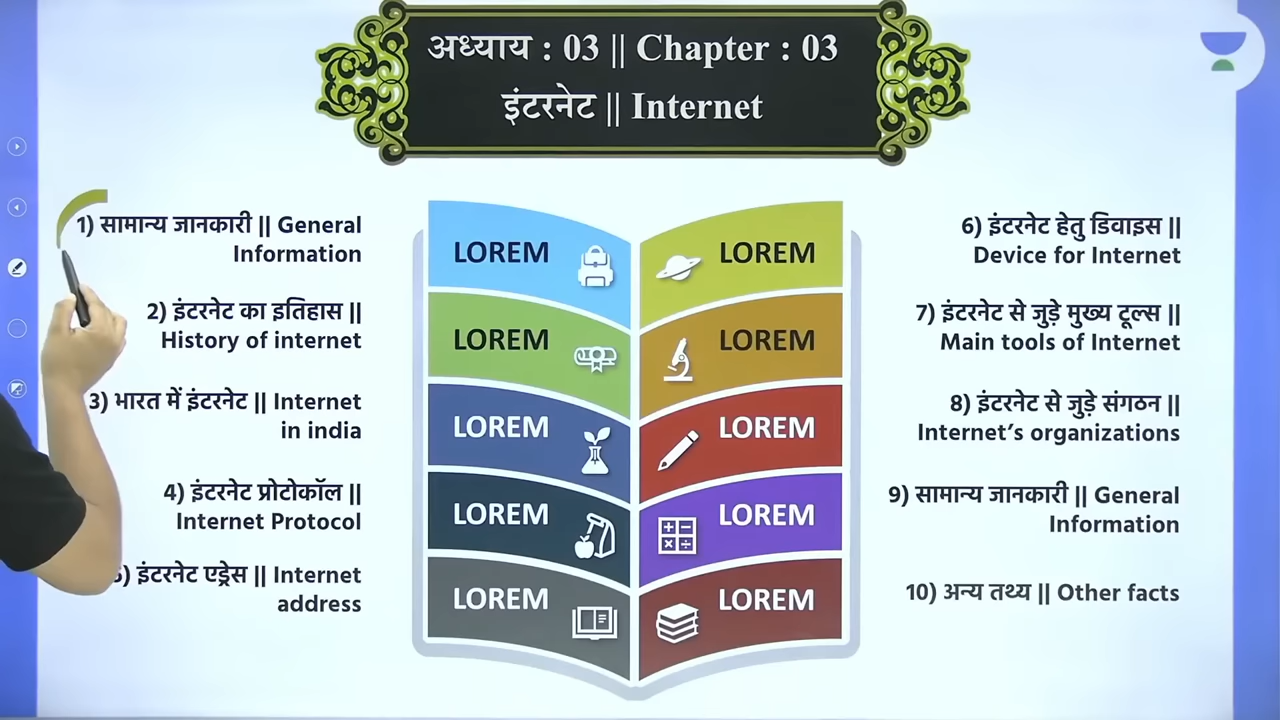 अध्याय : 03 || Chapter : 03
इंटरनेट || Internet
1) सामान्य जानकारी || General
Information
2) इंटरनेट का इतिहास ||
History of internet
3) भारत में इंटरनेट || Internet
in india
4) इंटरनेट प्रोटोकॉल ||
Internet Protocol
) इंटरनेट एड्रेस || Internet
address
LOREM
LOREM
LOREM
LOREM
LOREM
LOREM
LOREM
LOREM
LOREM
LOREM
6) इंटरनेट हेतु डिवाइस ||
Device for Internet
7) इंटरनेट से जुड़े मुख्य टूल्स ||
Main tools of Internet
8) इंटरनेट से जुड़े संगठन ||
Internet’s organizations
9) सामान्य जानकारी || General
Information
10) अन्य तथ्य || Other facts